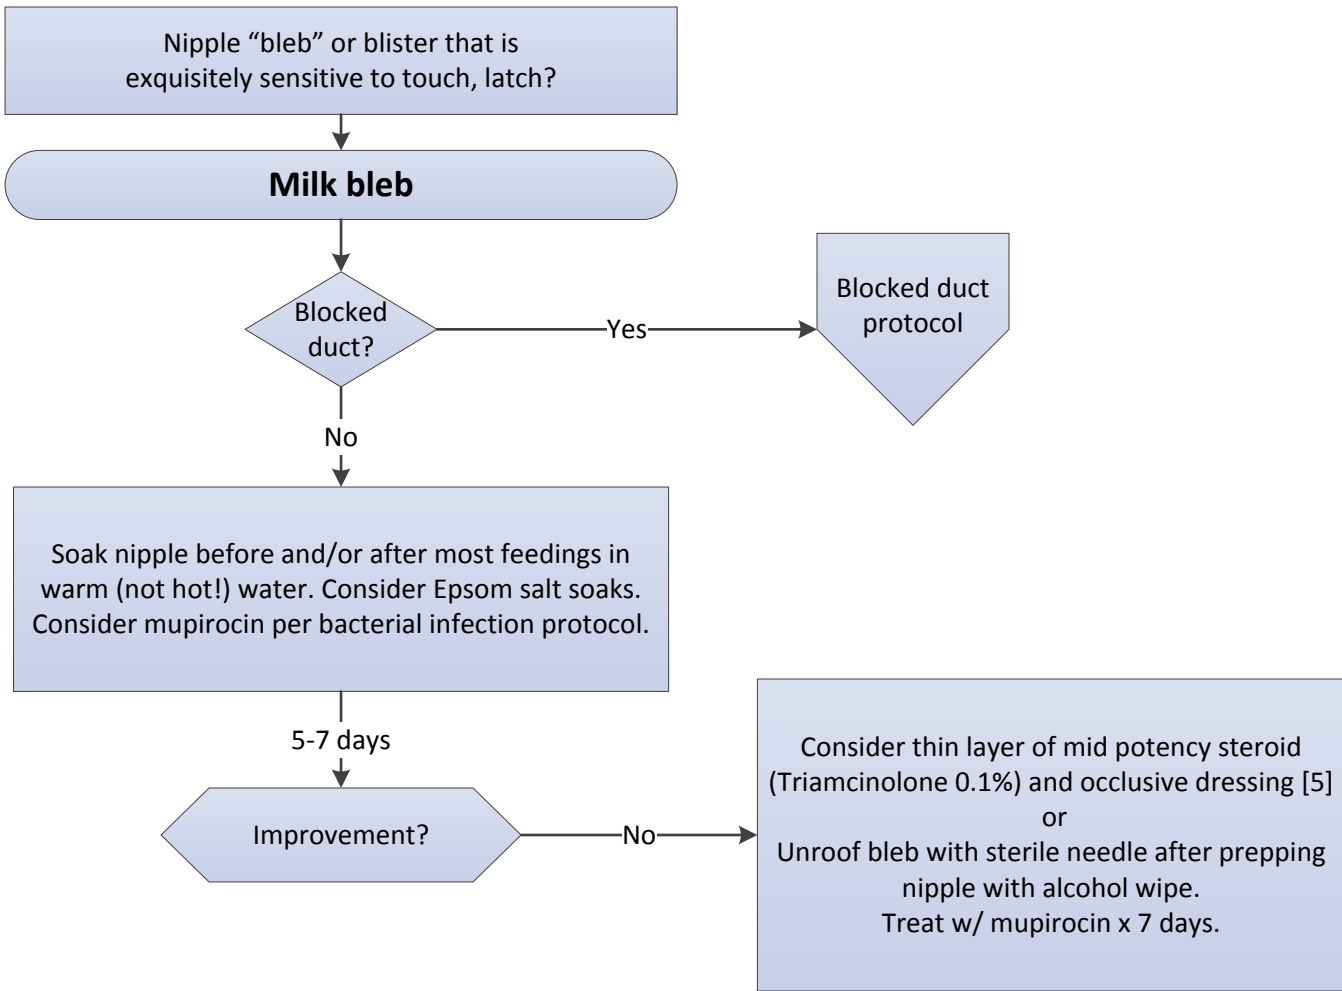 Nipple “bleb” or blister that is
exquisitely sensitive to touch, latch?
Milk bleb
Blocked
duct?
Yes
Blocked duct
protocol
No
Soak nipple before and/or after most feedings in
warm (not hot!) water. Consider Epsom salt soaks.
Consider mupirocin per bacterial infection protocol.
5-7 days
Improvement?
No
Consider thin layer of mid potency steroid
(Triamcinolone 0.1%) and occlusive dressing [5]
or
Unroof bleb with sterile needle after prepping
nipple with alcohol wipe.
Treat w/ mupirocin x 7 days.